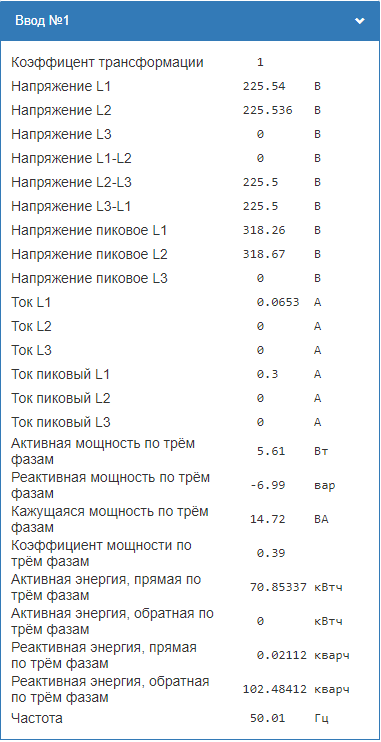 Ввод №1
Коэффицент трансформации 1
Напряжение L1 225.54 В
Напряжение L2 225.536 В
Напряжение L3 0 В
Напряжение L1-L2 0 В
Напряжение L2-L3 225.5 В
Напряжение L3-L1 225.5 В
Напряжение пиковое L1 318.26 В
Напряжение пиковое L2 318.67 В
Напряжение пиковое L3 0 В
Ток L1 0.0653 А
Ток L2 0 А
Ток L3 0 А
Ток пиковый L1 0.3 А
Ток пиковый L2 0 А
Ток пиковый L3 0 А
Активная мощность по трём
фазам 5.61 Вт
Реактивная мощность по трём
фазам -6.99 вар
Кажущаяся мощность по трём
фазам 14.72 ВА
Коэффициент мощности по
трём фазам 0.39
Активная энергия, прямая по
трём фазам 70.85337 кВтч
Активная энергия, обратная по
трём фазам 0 кВтч
Реактивная энергия, прямая
по трём фазам 0.02112 кварч
Реактивная энергия, обратная
по трём фазам 102.48412 кварч
Частота 50.01 Гц